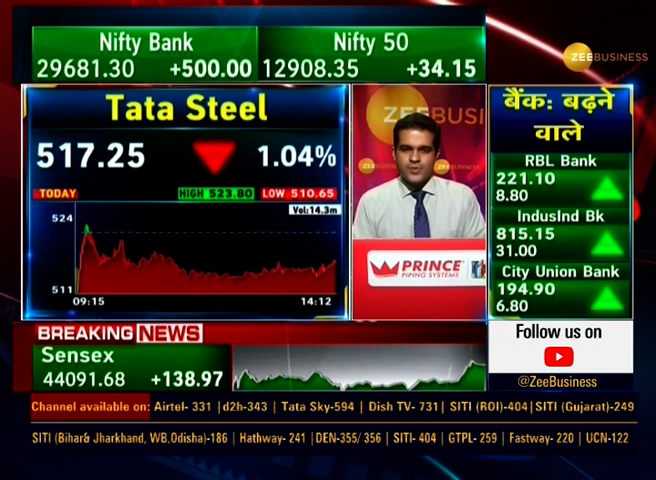 Nifty Bank
29681.30 +500.00
Nifty 50
12908.35 +34.15
ZEEBUSINESS
Tata Steel
517.25 1.04%
TODAY HIGH 523.80 LOW 510.65
Vol:14.3m
524
511
09:15 14:12
ZEEBUSI
ZEEBUSINESS
ZEEBUSINESS
PRINCE
PIPING SYSTEMS
बैंक: बढ़ने
वाले
RBL Bank
221.10
8.80
IndusInd Bk
815.15
31.00
City Union Bank
194.90
6.80
BREAKING NEWS
Sensex
44091.68 +138.97
Follow us on
@ZeeBusiness
Channel available on: Airtel- 331 |d2h-343 | Tata Sky-594 | Dish TV- 731| SITI (ROI)-404|SITI (Gujarat)-249
SITI (Bihar& Jharkhand, WB,Odisha)-186 | Hathway- 241 |DEN-355/ 356 | SITI- 404 | GTPL- 259 | Fastway- 220 | UCN-122